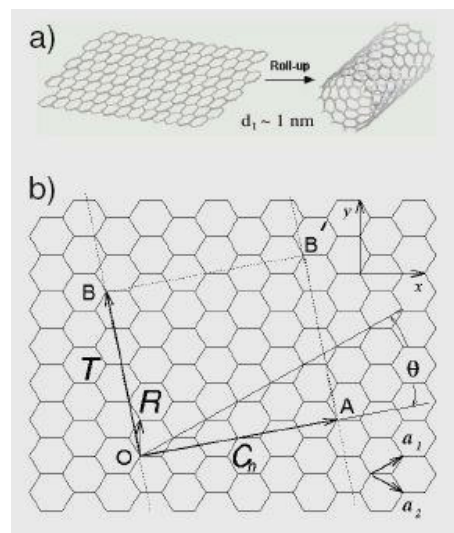 a)
Roll-up
d₁ ~ 1 nm
b)
y
B′
x
B
T
R
θ
A
O
Cₕ
a₁
a₂